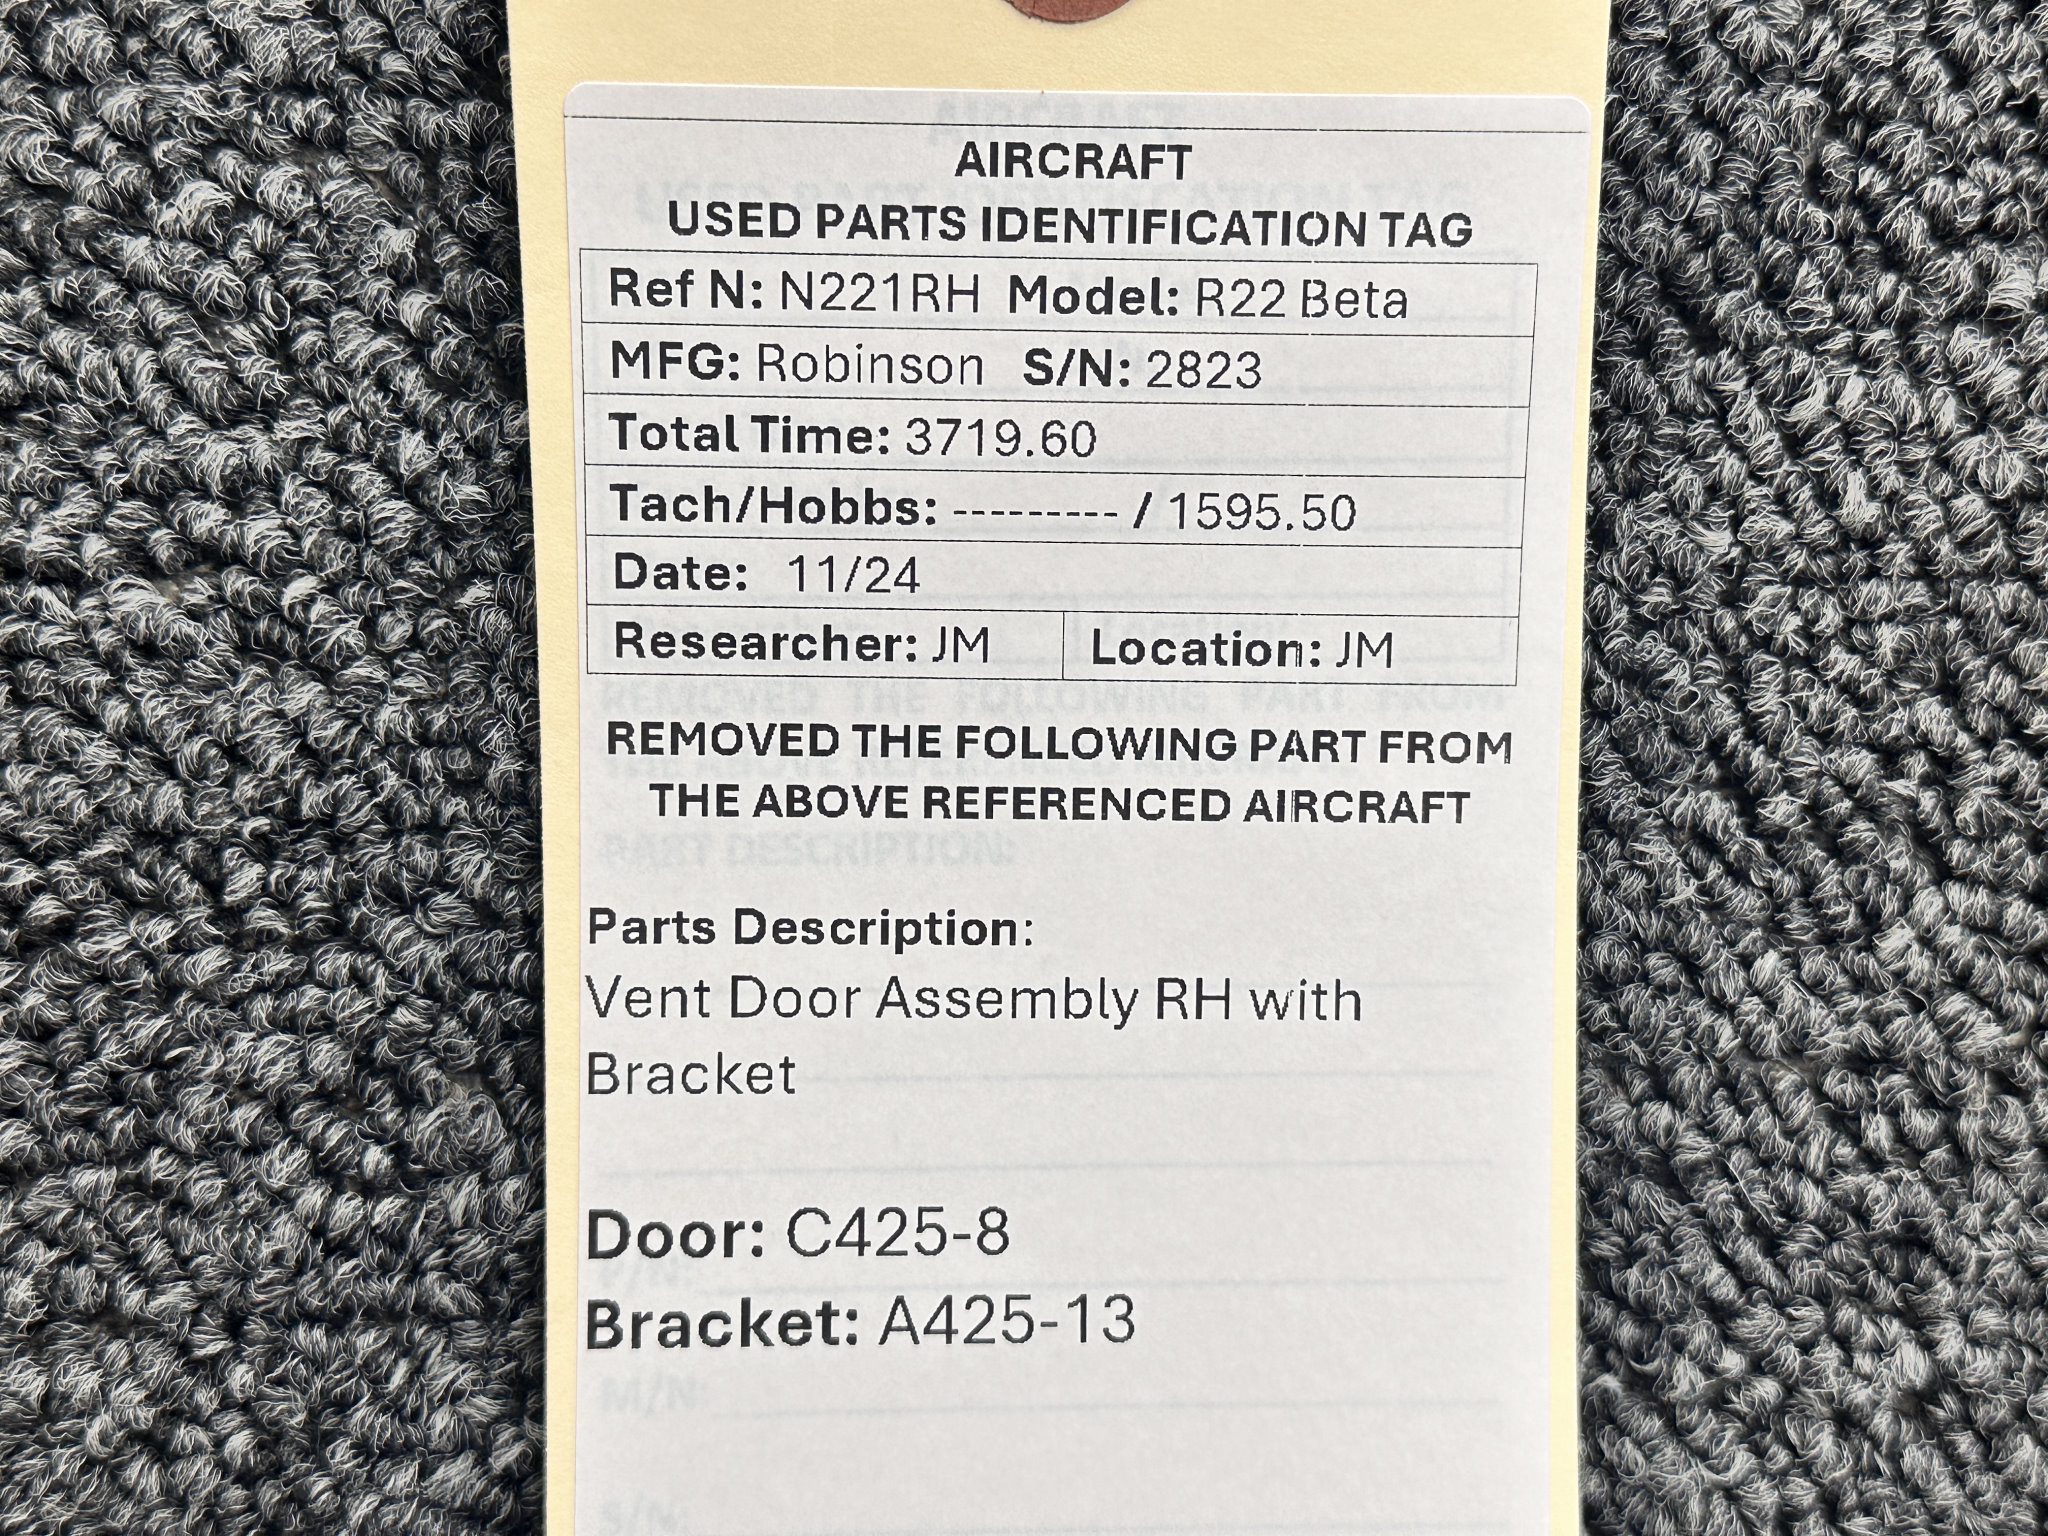 AIRCRAFT
USED PARTS IDENTIFICATION TAG
Ref N: N221RH Model: R22 Beta
MFG: Robinson S/N: 2823
Total Time: 3719.60
Tach/Hobbs: --------- / 1595.50
Date: 11/24
Researcher: JM Location: JM
REMOVED THE FOLLOWING PART FROM
THE ABOVE REFERENCED AIRCRAFT
PART DESCRIPTION:
Parts Description:
Vent Door Assembly RH with
Bracket
Door: C425-8
P/N:
Bracket: A425-13
M/N:
S/N: